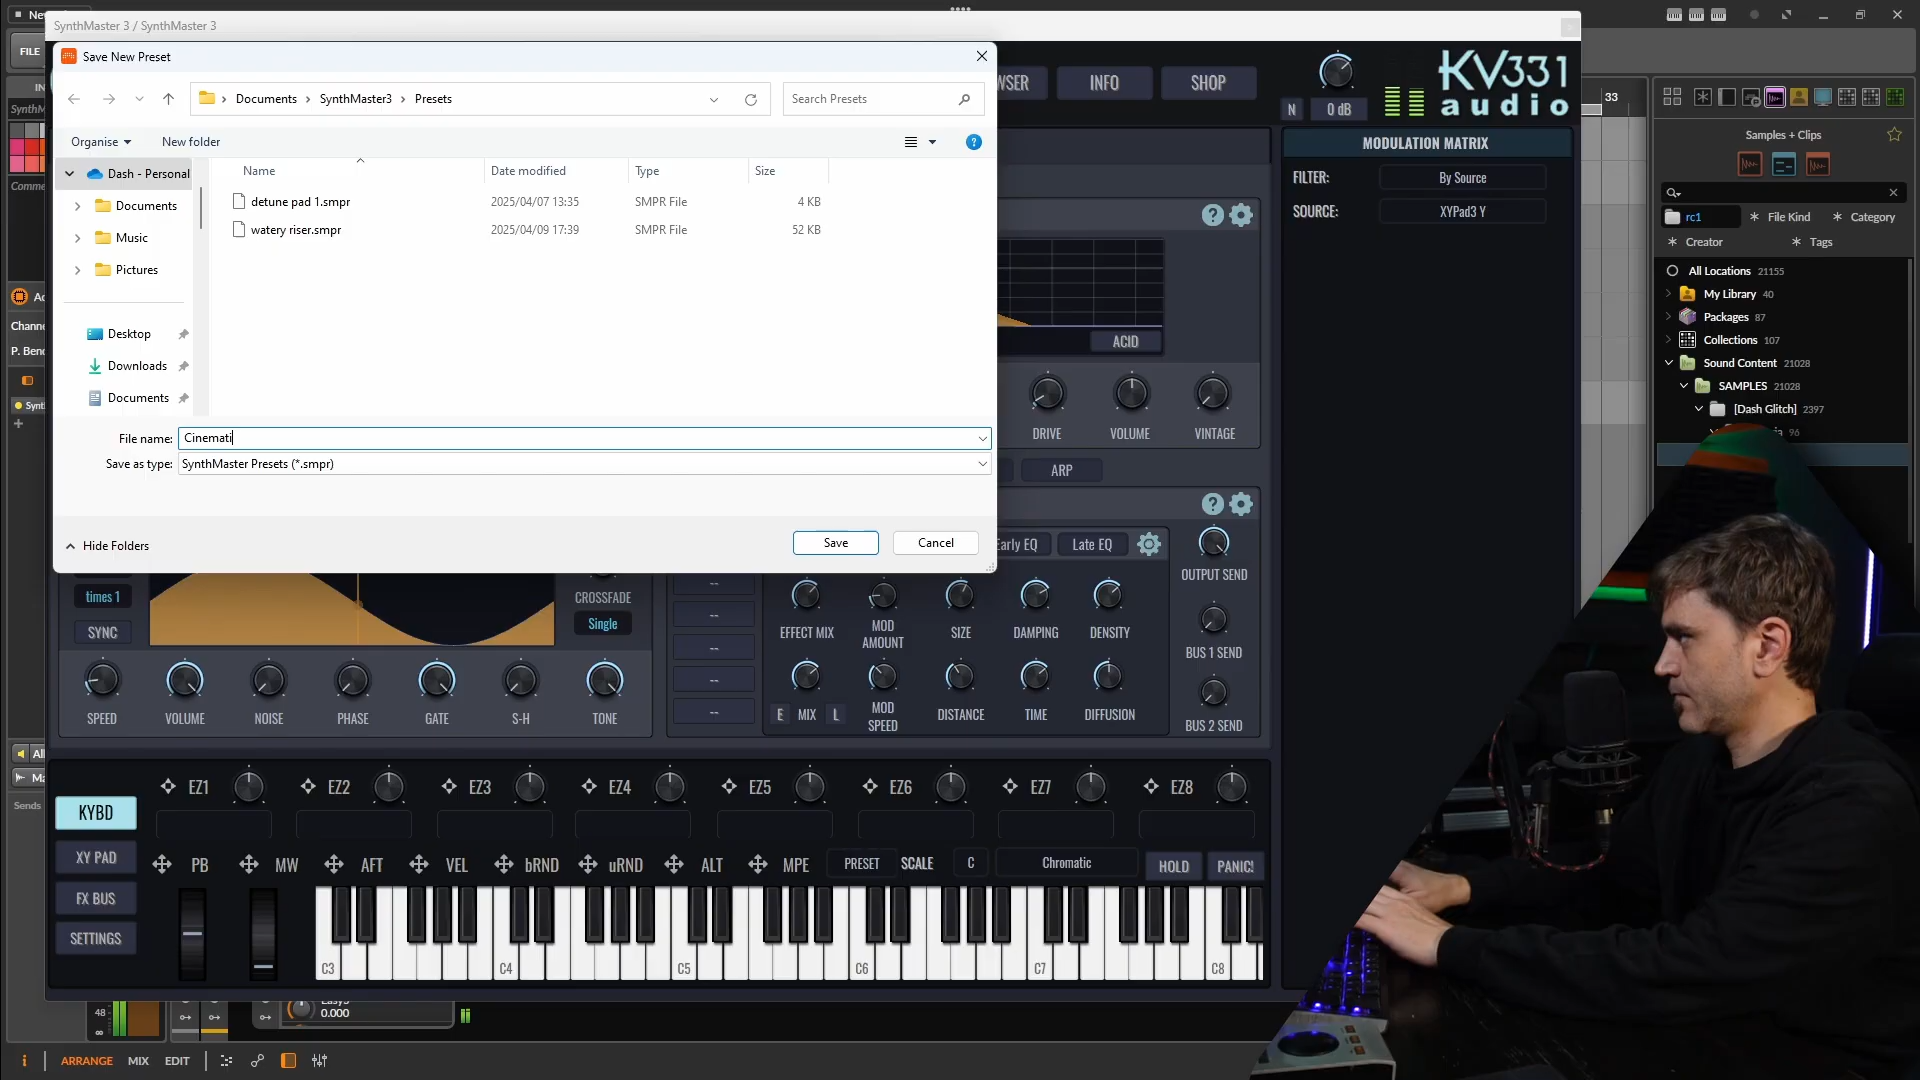 New
SynthMaster 3 / SynthMaster 3
FILE
Save New Preset
Documents
SynthMaster3
Presets
Search Presets
Organise
New folder
Name
Date modified
Type
Size
Dash - Personal
Documents
Music
Pictures
Desktop
Downloads
Documents
detune pad 1.smpr
2025/04/07 13:35
SMPR File
4 KB
watery riser.smpr
2025/04/09 17:39
SMPR File
52 KB
File name:
Cinemati
Save as type:
SynthMaster Presets (*.smpr)
Hide Folders
Save
Cancel
INFO
SHOP
N
0 dB
KV331
audio
MODULATION MATRIX
FILTER:
By Source
SOURCE:
XYPad3 Y
ACID
DRIVE
VOLUME
VINTAGE
ARP
Early EQ
Late EQ
OUTPUT SEND
BUS 1 SEND
BUS 2 SEND
times 1
SYNC
CROSSFADE
Single
SPEED
VOLUME
NOISE
PHASE
GATE
S-H
TONE
--
--
--
--
--
EFFECT MIX
MOD AMOUNT
SIZE
DAMPING
DENSITY
E
MIX
L
MOD SPEED
DISTANCE
TIME
DIFFUSION
EZ1
EZ2
EZ3
EZ4
EZ5
EZ6
EZ7
EZ8
KYBD
XY PAD
FX BUS
SETTINGS
PB
MW
AFT
VEL
bRND
uRND
ALT
MPE
PRESET
SCALE
C
Chromatic
HOLD
PANIC!
C3
C4
C5
C6
C7
C8
33
Samples + Clips
rc1
File Kind
Category
Creator
Tags
All Locations 21155
My Library 40
Packages 87
Collections 107
Sound Content 21028
SAMPLES 21028
[Dash Glitch] 2397
96
Sends
48
0.000
i
ARRANGE
MIX
EDIT